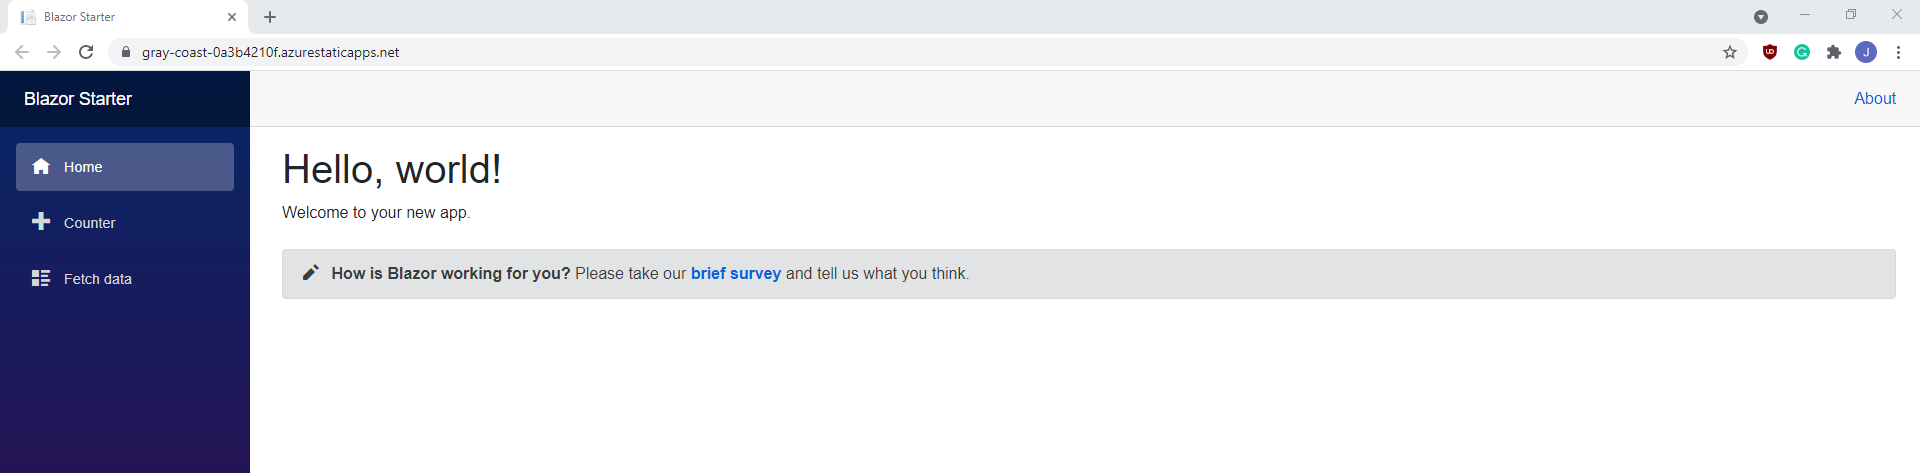 Blazor Starter
gray-coast-0a3b4210f.azurestaticapps.net
J
Blazor Starter
About
Home
Counter
Fetch data
Hello, world!
Welcome to your new app.
How is Blazor working for you? Please take our brief survey and tell us what you think.